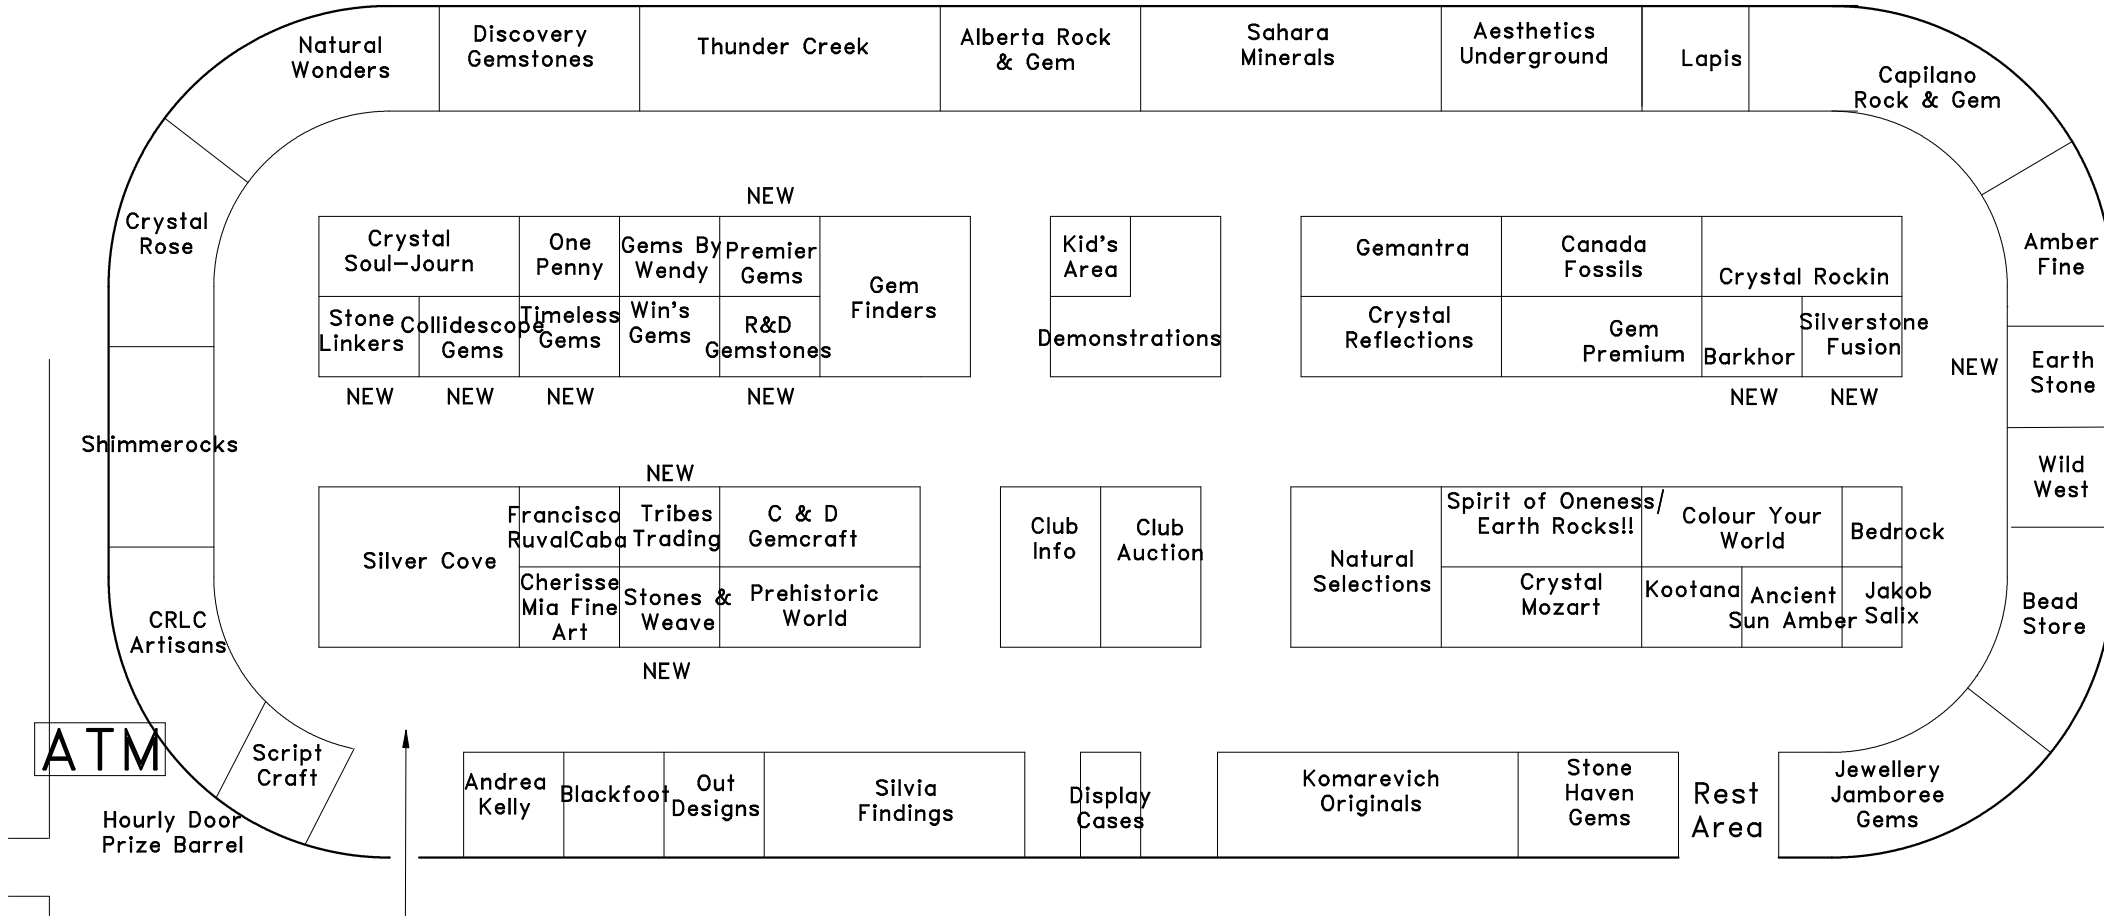 Natural
Wonders
Discovery
Gemstones
Thunder Creek
Alberta Rock
& Gem
Sahara
Minerals
Aesthetics
Underground
Lapis
Capilano
Rock & Gem
Crystal
Rose
Amber
Fine
NEW
Crystal
Soul-Journ
One
Penny
Gems By
Wendy
Premier
Gems
Gem
Finders
Stone
Linkers
Collidescope
Gems
Timeless
Gems
Win's
Gems
R&D
Gemstones
NEW
NEW
NEW
NEW
Kid's
Area
Demonstrations
Gemantra
Canada
Fossils
Crystal Rockin
Crystal
Reflections
Gem
Premium
Barkhor
Silverstone
Fusion
NEW
NEW
NEW
Earth
Stone
Shimmerocks
Wild
West
NEW
Silver Cove
Francisco
RuvalCaba
Tribes
Trading
C & D
Gemcraft
Cherisse
Mia Fine
Art
Stones &
Weave
Prehistoric
World
NEW
Club
Info
Club
Auction
Natural
Selections
Spirit of Oneness/
Earth Rocks!!
Colour Your
World
Bedrock
Crystal
Mozart
Kootana
Ancient
Sun Amber
Jakob
Salix
Bead
Store
CRLC
Artisans
ATM
Script
Craft
Hourly Door
Prize Barrel
Andrea
Kelly
Blackfoot
Out
Designs
Silvia
Findings
Display
Cases
Komarevich
Originals
Stone
Haven
Gems
Rest
Area
Jewellery
Jamboree
Gems